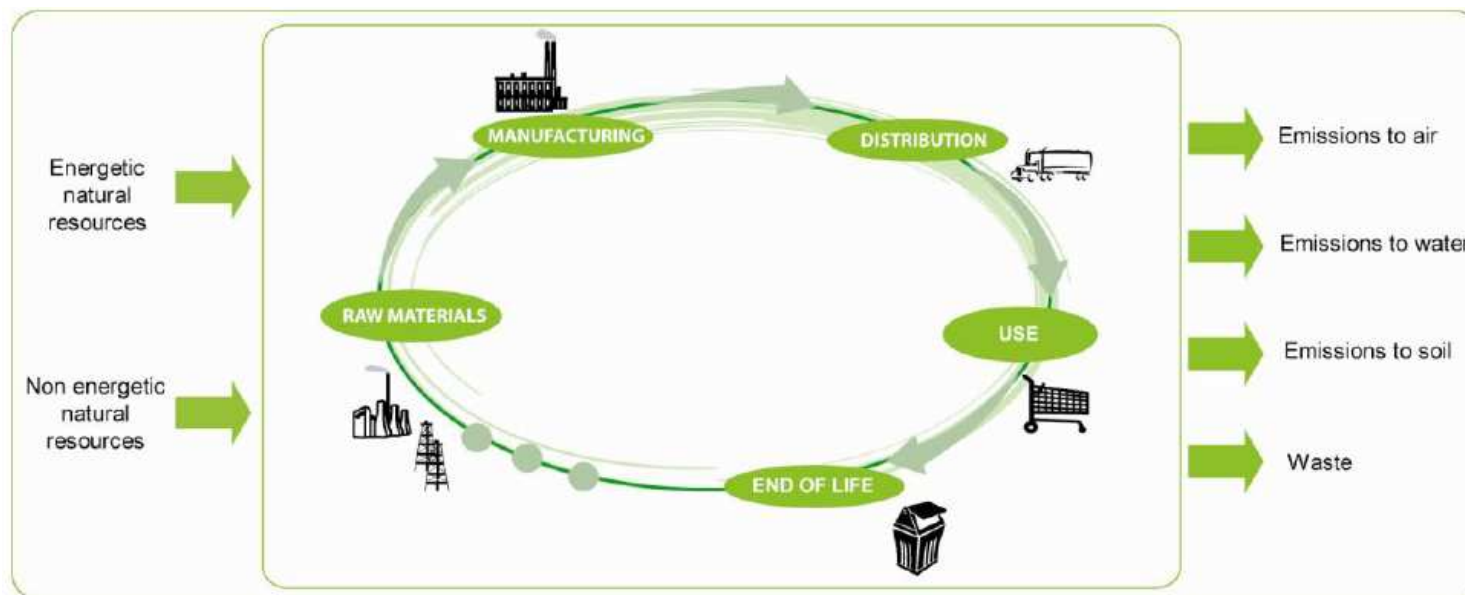 Energetic
natural
resources
Non energetic
natural
resources
MANUFACTURING
DISTRIBUTION
RAW MATERIALS
USE
END OF LIFE
Emissions to air
Emissions to water
Emissions to soil
Waste